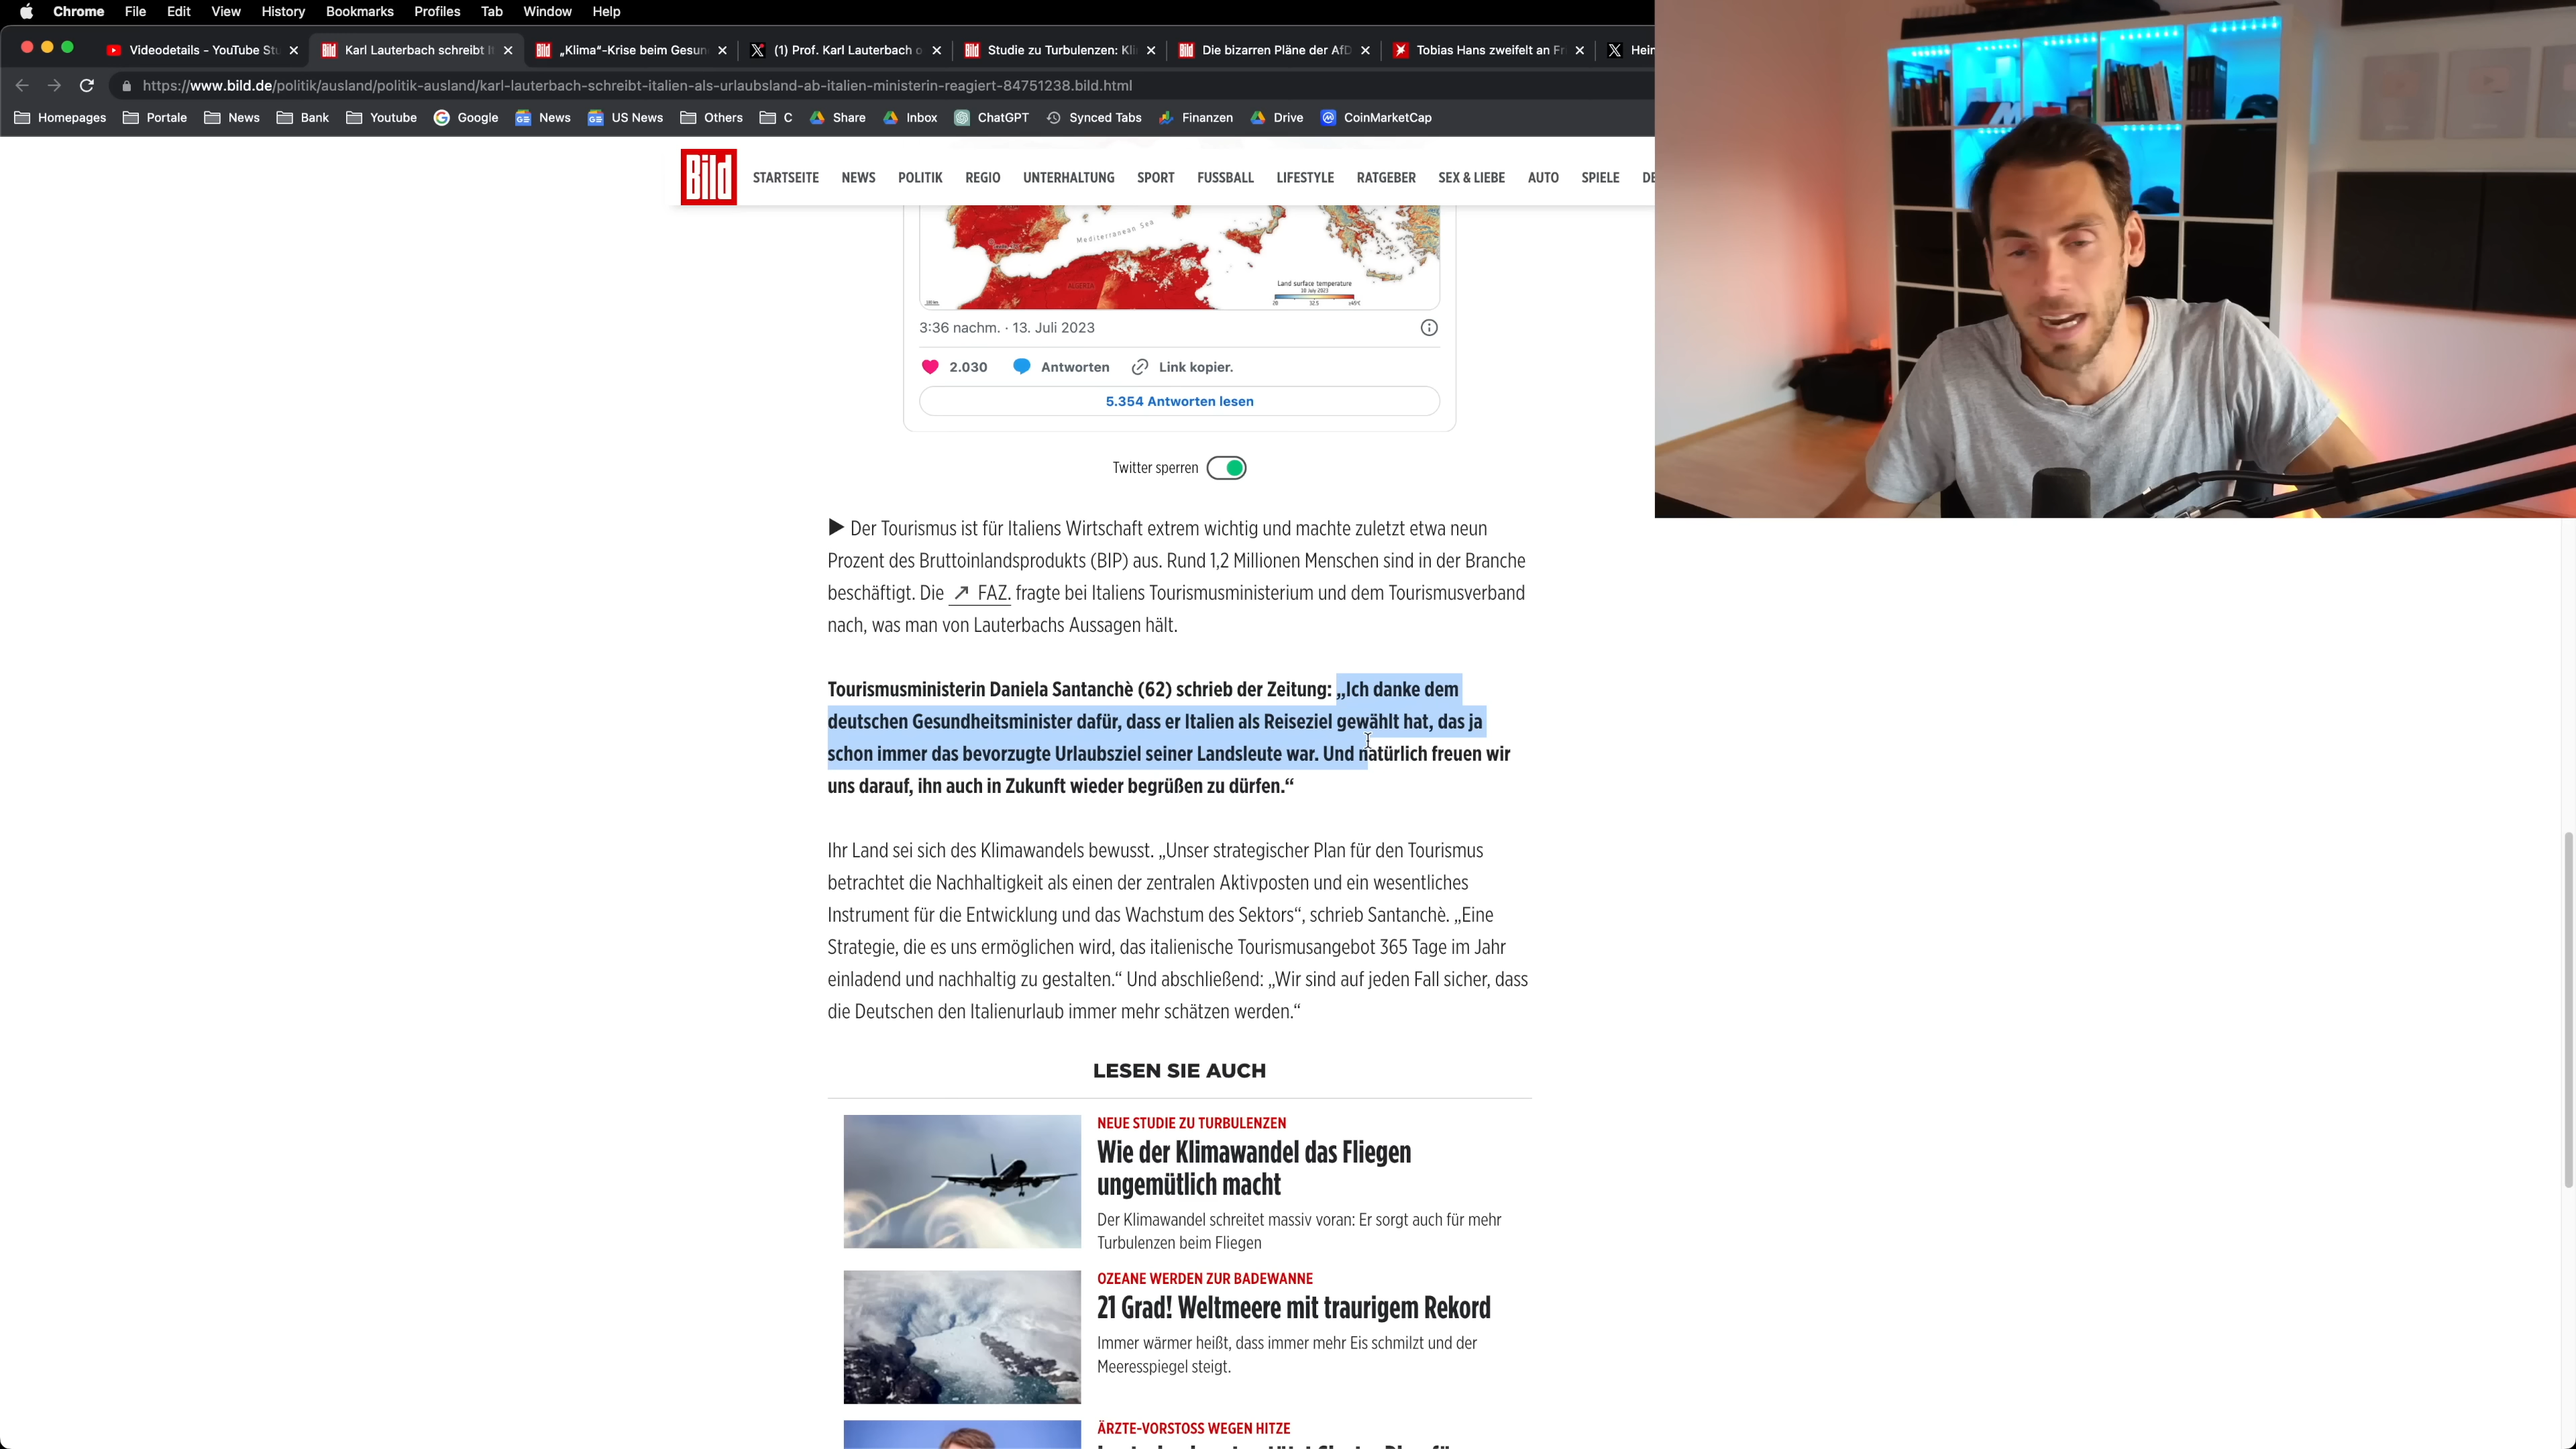 Chrome File Edit View History Bookmarks Profiles Tab Window Help
Videodetails - YouTube St
Karl Lauterbach schreibt
„Klima“-Krise beim Gesun
(1) Prof. Karl Lauterbach
Studie zu Turbulenzen: Kli
Die bizarren Pläne der AfD
Tobias Hans zweifelt an F
Hein
https://www.bild.de/politik/ausland/politik-ausland/karl-lauterbach-schreibt-italien-als-urlaubsland-ab-italien-ministerin-reagiert-84751238.bild.html
Homepages Portale News Bank Youtube Google News US News Others C Share Inbox ChatGPT Synced Tabs Finanzen Drive CoinMarketCap
Bild STARTSEITE NEWS POLITIK REGIO UNTERHALTUNG SPORT FUSSBALL LIFESTYLE RATGEBER SEX & LIEBE AUTO SPIELE DE
Mediterranean Sea
ALGERIA
Land surface temperature
10 July 2023
3:36 nachm. · 13. Juli 2023
2.030 Antworten Link kopier.
5.354 Antworten lesen
Twitter sperren
▶ Der Tourismus ist für Italiens Wirtschaft extrem wichtig und machte zuletzt etwa neun
Prozent des Bruttoinlandsprodukts (BIP) aus. Rund 1,2 Millionen Menschen sind in der Branche
beschäftigt. Die ↗ FAZ. fragte bei Italiens Tourismusministerium und dem Tourismusverband
nach, was man von Lauterbachs Aussagen hält.
Tourismusministerin Daniela Santanchè (62) schrieb der Zeitung: „Ich danke dem
deutschen Gesundheitsminister dafür, dass er Italien als Reiseziel gewählt hat, das ja
schon immer das bevorzugte Urlaubsziel seiner Landsleute war. Und natürlich freuen wir
uns darauf, ihn auch in Zukunft wieder begrüßen zu dürfen.“
Ihr Land sei sich des Klimawandels bewusst. „Unser strategischer Plan für den Tourismus
betrachtet die Nachhaltigkeit als einen der zentralen Aktivposten und ein wesentliches
Instrument für die Entwicklung und das Wachstum des Sektors“, schrieb Santanchè. „Eine
Strategie, die es uns ermöglichen wird, das italienische Tourismusangebot 365 Tage im Jahr
einladend und nachhaltig zu gestalten.“ Und abschließend: „Wir sind auf jeden Fall sicher, dass
die Deutschen den Italienurlaub immer mehr schätzen werden.“
LESEN SIE AUCH
NEUE STUDIE ZU TURBULENZEN
Wie der Klimawandel das Fliegen
ungemütlich macht
Der Klimawandel schreitet massiv voran: Er sorgt auch für mehr
Turbulenzen beim Fliegen
OZEANE WERDEN ZUR BADEWANNE
21 Grad! Weltmeere mit traurigem Rekord
Immer wärmer heißt, dass immer mehr Eis schmilzt und der
Meeresspiegel steigt.
ÄRZTE-VORSTOSS WEGEN HITZE